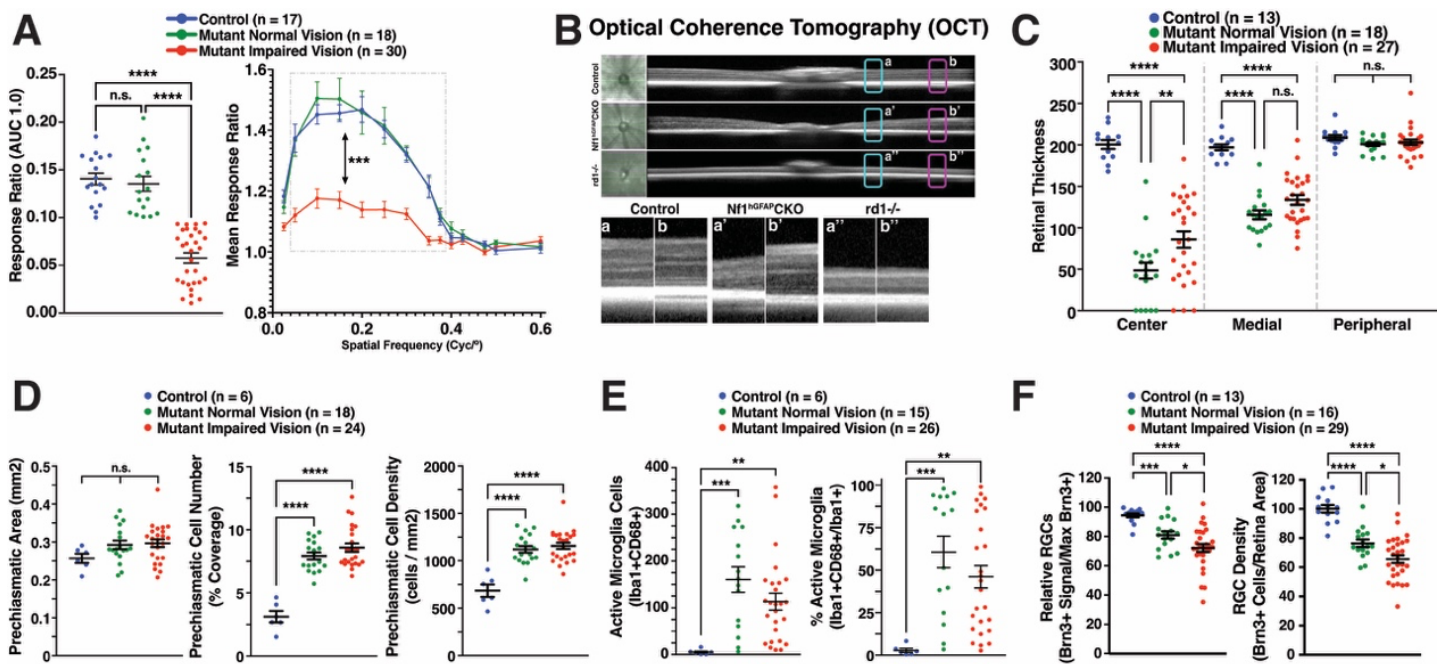 A
Control (n = 17)
Mutant Normal Vision (n = 18)
Mutant Impaired Vision (n = 30)
Response Ratio (AUC 1.0)
0.25
0.20
0.15
0.10
0.05
0.00
****
n.s.
****
Mean Response Ratio
1.6
1.4
1.2
1.0
0.8
***
0.0
0.2
0.4
0.6
Spatial Frequency (Cyc/°)
B
Optical Coherence Tomography (OCT)
Control
a
b
Nf1hGFAPCKO
a'
b'
rd1-/-
a''
b''
Control
Nf1hGFAPCKO
rd1-/-
a
b
a'
b'
a''
b''
C
Control (n = 13)
Mutant Normal Vision (n = 18)
Mutant Impaired Vision (n = 27)
Retinal Thickness
300
250
200
150
100
50
0
****
****
**
****
****
n.s.
n.s.
Center
Medial
Peripheral
D
Control (n = 6)
Mutant Normal Vision (n = 18)
Mutant Impaired Vision (n = 24)
Prechiasmatic Area (mm2)
0.5
0.4
0.3
0.2
0.1
0
n.s.
Prechiasmatic Cell Number
(% Coverage)
15
10
5
0
****
****
Prechiasmatic Cell Density
(cells / mm2)
2000
1500
1000
500
0
****
****
E
Control (n = 6)
Mutant Normal Vision (n = 15)
Mutant Impaired Vision (n = 26)
Active Microglia Cells
(Iba1+CD68+)
400
350
300
250
200
150
100
50
0
**
***
% Active Microglia
(Iba1+CD68+/Iba1+)
100
75
50
25
0
**
***
F
Control (n = 13)
Mutant Normal Vision (n = 16)
Mutant Impaired Vision (n = 29)
Relative RGCs
(Brn3+ Signal/Max Brn3+)
120
100
80
60
40
20
0
****
***
*
RGC Density
(Brn3+ Cells/Retina Area)
120
100
80
60
40
20
0
****
****
*